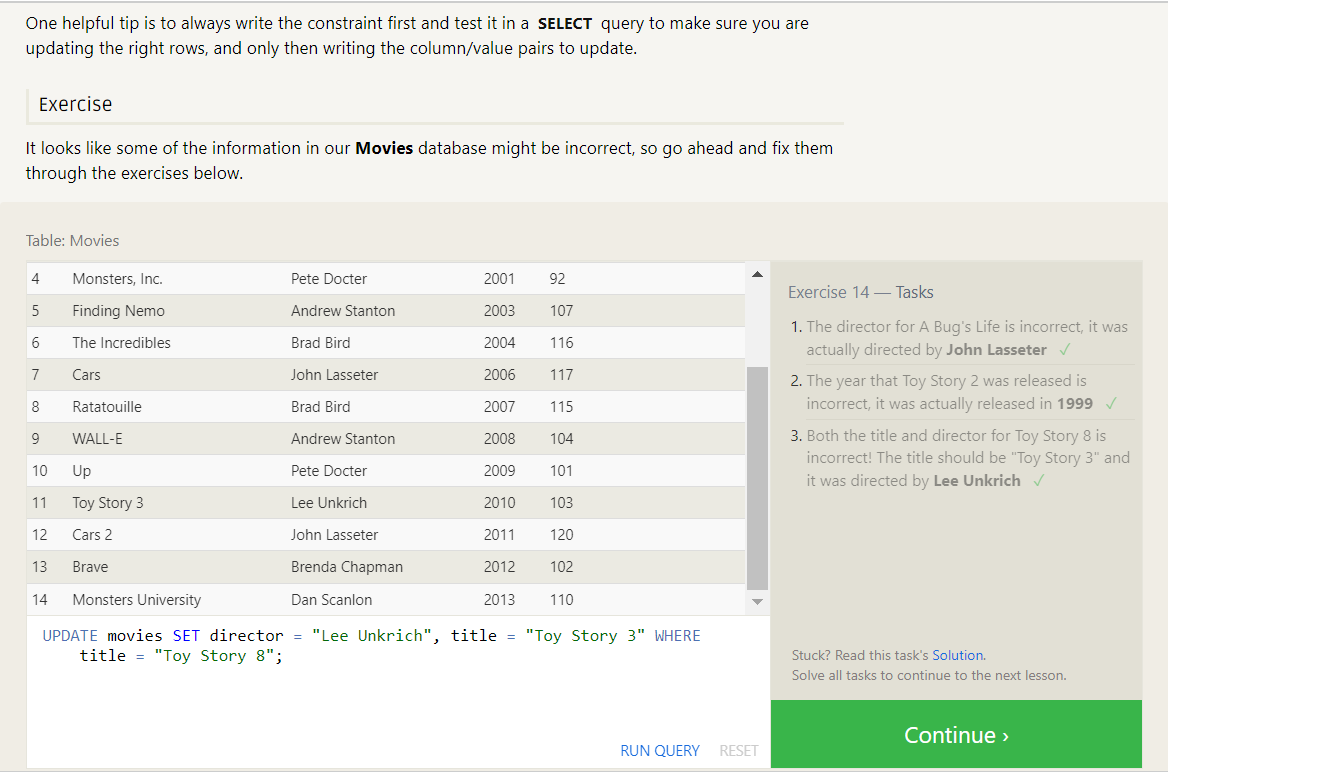 One helpful tip is to always write the constraint first and test it in a SELECT query to make sure you are
updating the right rows, and only then writing the column/value pairs to update.
Exercise
It looks like some of the information in our Movies database might be incorrect, so go ahead and fix them
through the exercises below.
Table: Movies
4 Monsters, Inc. Pete Docter 2001 92
5 Finding Nemo Andrew Stanton 2003 107
6 The Incredibles Brad Bird 2004 116
7 Cars John Lasseter 2006 117
8 Ratatouille Brad Bird 2007 115
9 WALL-E Andrew Stanton 2008 104
10 Up Pete Docter 2009 101
11 Toy Story 3 Lee Unkrich 2010 103
12 Cars 2 John Lasseter 2011 120
13 Brave Brenda Chapman 2012 102
14 Monsters University Dan Scanlon 2013 110
UPDATE movies SET director = "Lee Unkrich", title = "Toy Story 3" WHERE
title = "Toy Story 8";
RUN QUERY RESET
Exercise 14 — Tasks
1. The director for A Bug's Life is incorrect, it was
actually directed by John Lasseter ✓
2. The year that Toy Story 2 was released is
incorrect, it was actually released in 1999 ✓
3. Both the title and director for Toy Story 8 is
incorrect! The title should be "Toy Story 3" and
it was directed by Lee Unkrich ✓
Stuck? Read this task's Solution.
Solve all tasks to continue to the next lesson.
Continue ›